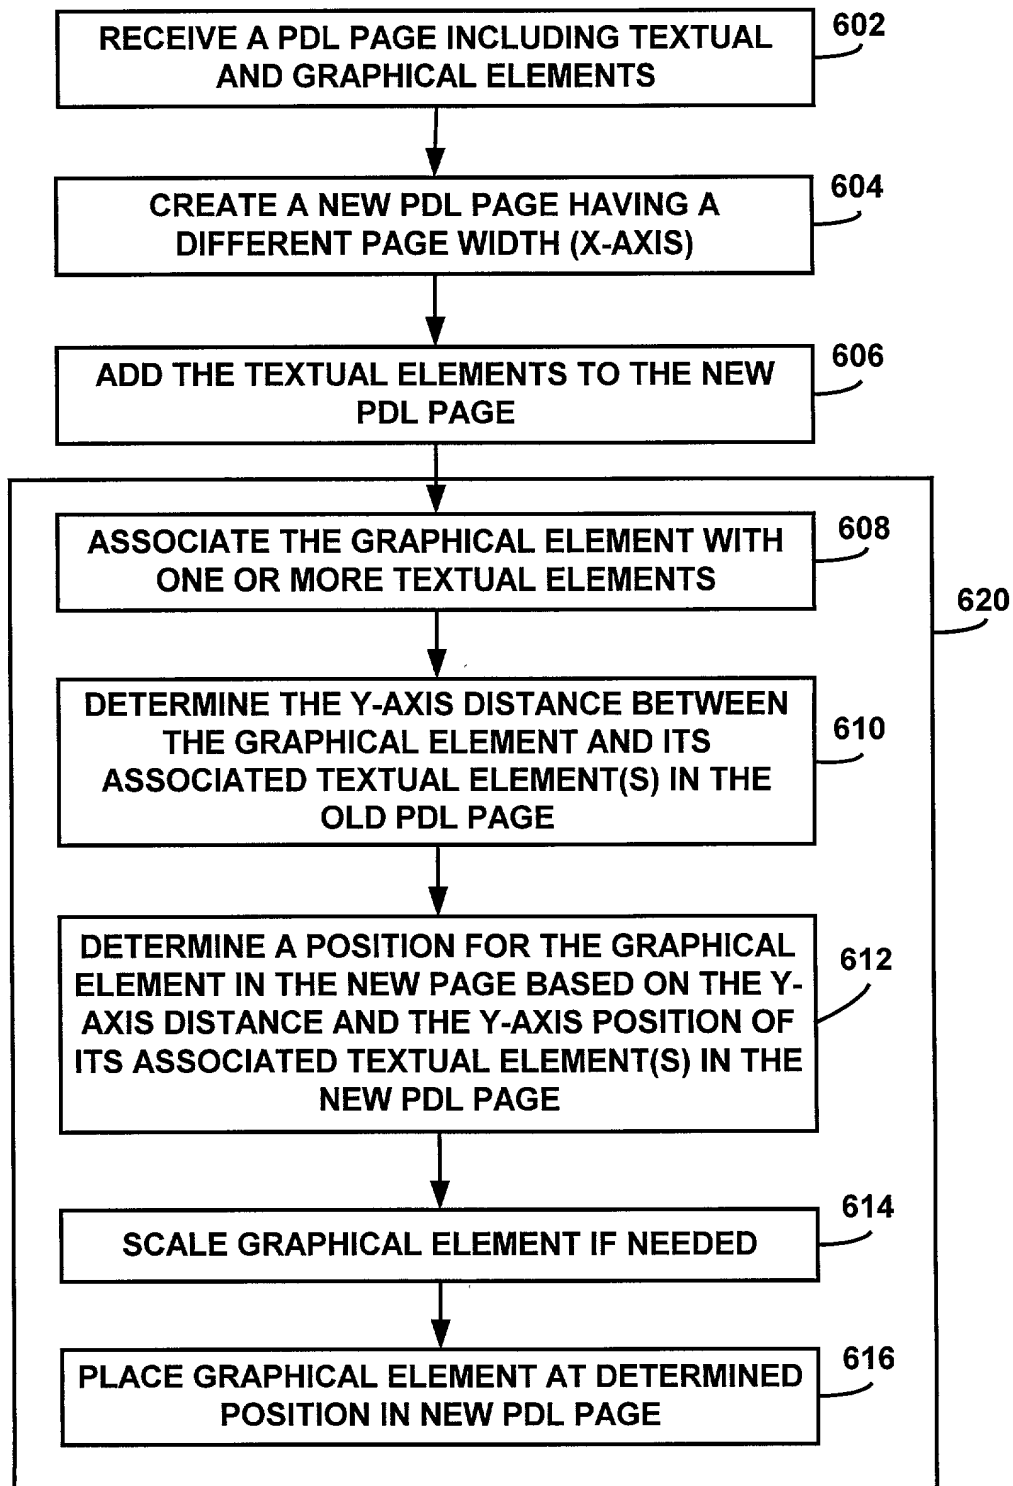 RECEIVE A PDL PAGE INCLUDING TEXTUAL
AND GRAPHICAL ELEMENTS
602
CREATE A NEW PDL PAGE HAVING A
DIFFERENT PAGE WIDTH (X-AXIS)
604
ADD THE TEXTUAL ELEMENTS TO THE NEW
PDL PAGE
606
ASSOCIATE THE GRAPHICAL ELEMENT WITH
ONE OR MORE TEXTUAL ELEMENTS
608
620
DETERMINE THE Y-AXIS DISTANCE BETWEEN
THE GRAPHICAL ELEMENT AND ITS
ASSOCIATED TEXTUAL ELEMENT(S) IN THE
OLD PDL PAGE
610
DETERMINE A POSITION FOR THE GRAPHICAL
ELEMENT IN THE NEW PAGE BASED ON THE Y-
AXIS DISTANCE AND THE Y-AXIS POSITION OF
ITS ASSOCIATED TEXTUAL ELEMENT(S) IN THE
NEW PDL PAGE
612
SCALE GRAPHICAL ELEMENT IF NEEDED
614
PLACE GRAPHICAL ELEMENT AT DETERMINED
POSITION IN NEW PDL PAGE
616